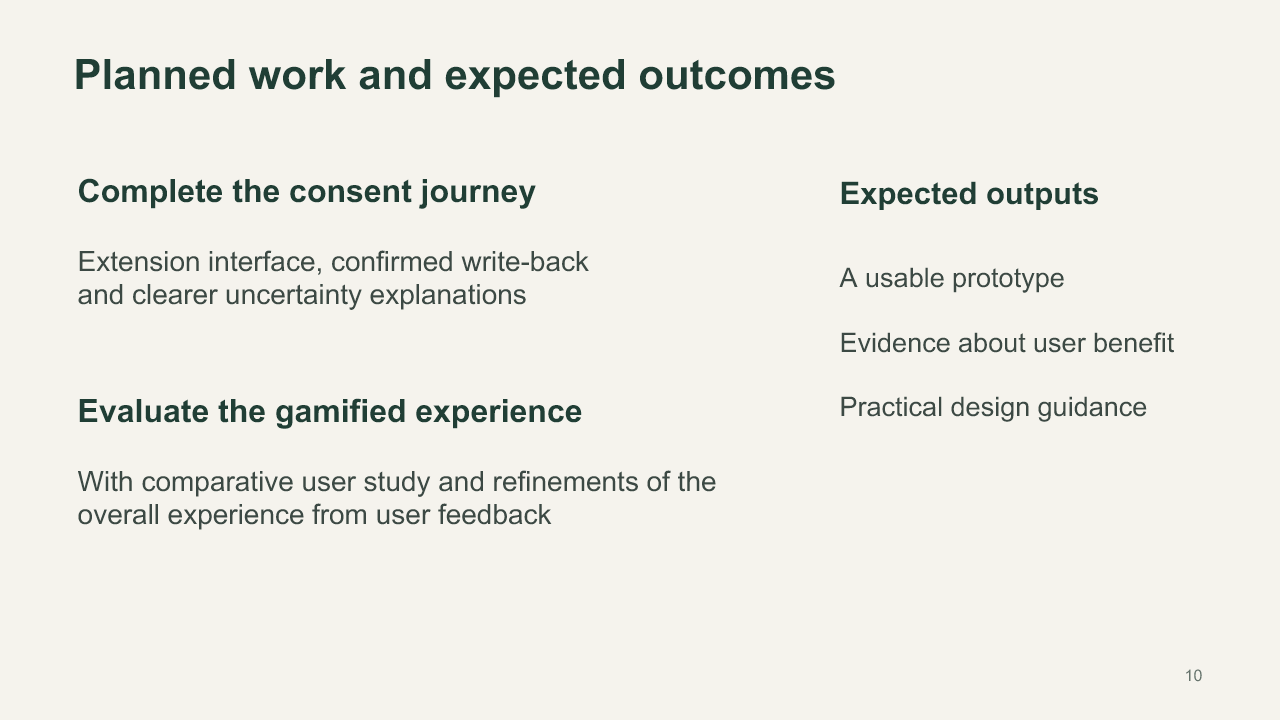 Planned work and expected outcomes
Complete the consent journey
Extension interface, confirmed write-back
and clearer uncertainty explanations
Evaluate the gamified experience
With comparative user study and refinements of the
overall experience from user feedback
Expected outputs
A usable prototype
Evidence about user benefit
Practical design guidance
10